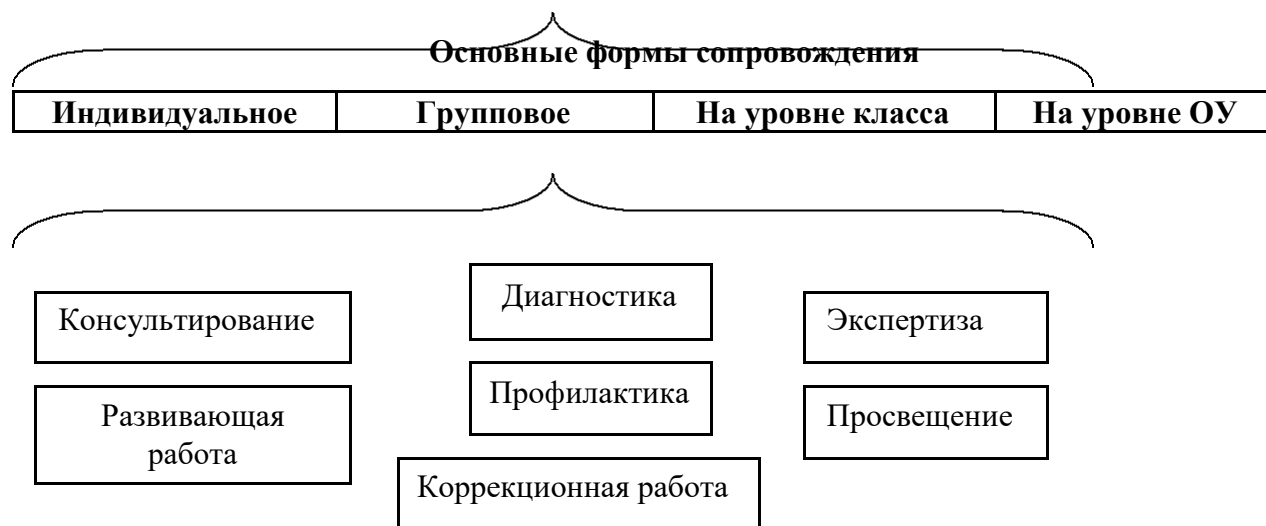 Основные формы сопровождения
Индивидуальное Групповое На уровне класса На уровне ОУ
Консультирование
Диагностика
Экспертиза
Развивающая
работа
Профилактика
Просвещение
Коррекционная работа